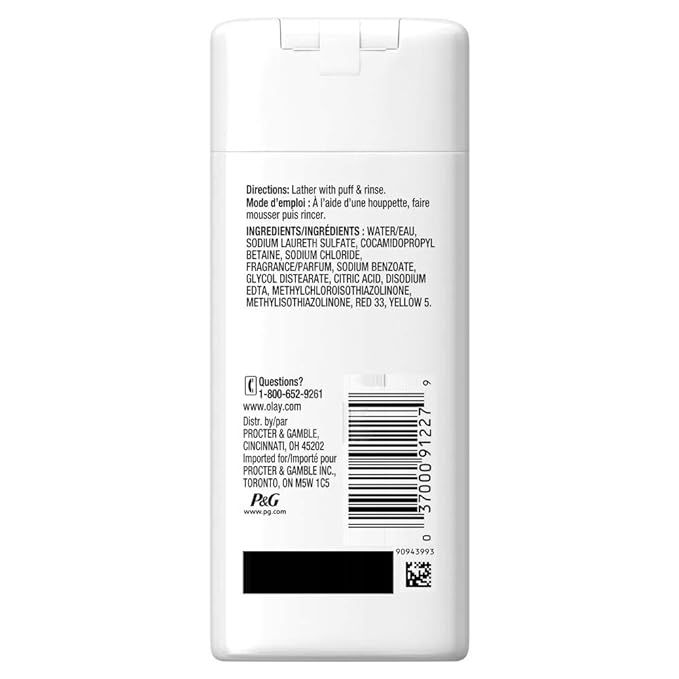 Directions: Lather with puff & rinse.
Mode d'emploi : À l'aide d'une houppette, faire
mousser puis rincer.
INGREDIENTS/INGRÉDIENTS : WATER/EAU,
SODIUM LAURETH SULFATE, COCAMIDOPROPYL
BETAINE, SODIUM CHLORIDE,
FRAGRANCE/PARFUM, SODIUM BENZOATE,
GLYCOL DISTEARATE, CITRIC ACID, DISODIUM
EDTA, METHYLCHLOROISOTHIAZOLINONE,
METHYLISOTHIAZOLINONE, RED 33, YELLOW 5.
Questions?
1-800-652-9261
www.olay.com
Distr. by/par
PROCTER & GAMBLE,
CINCINNATI, OH 45202
Imported for/Importé pour
PROCTER & GAMBLE INC.,
TORONTO, ON M5W 1C5
P&G
www.pg.com
0 37000 91227 9
90943993